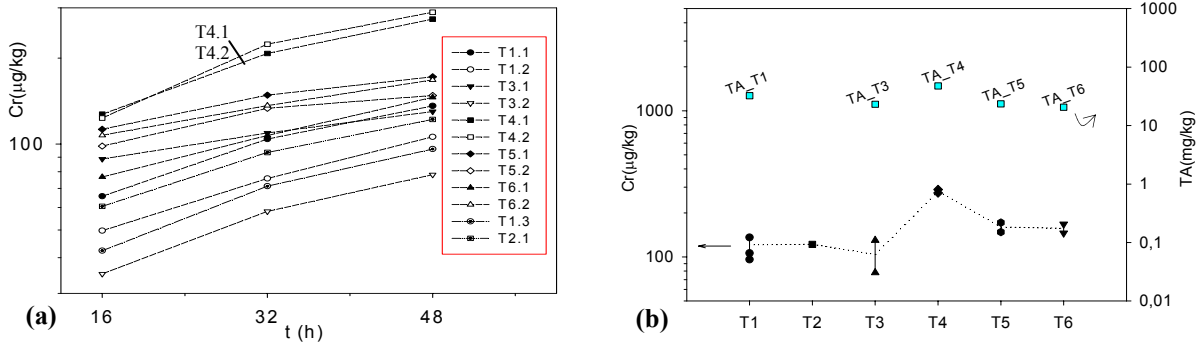 T4.1
T4.2
Cr(μg/kg)
100
16 32 48
t (h)
(a)
T1.1
T1.2
T3.1
T3.2
T4.1
T4.2
T5.1
T5.2
T6.1
T6.2
T1.3
T2.1
Cr(μg/kg)
1000
100
TA_T1
TA_T3
TA_T4
TA_T5
TA_T6
1000
100
10
1
0,1
0,01
TA(mg/kg)
T1 T2 T3 T4 T5 T6
(b)